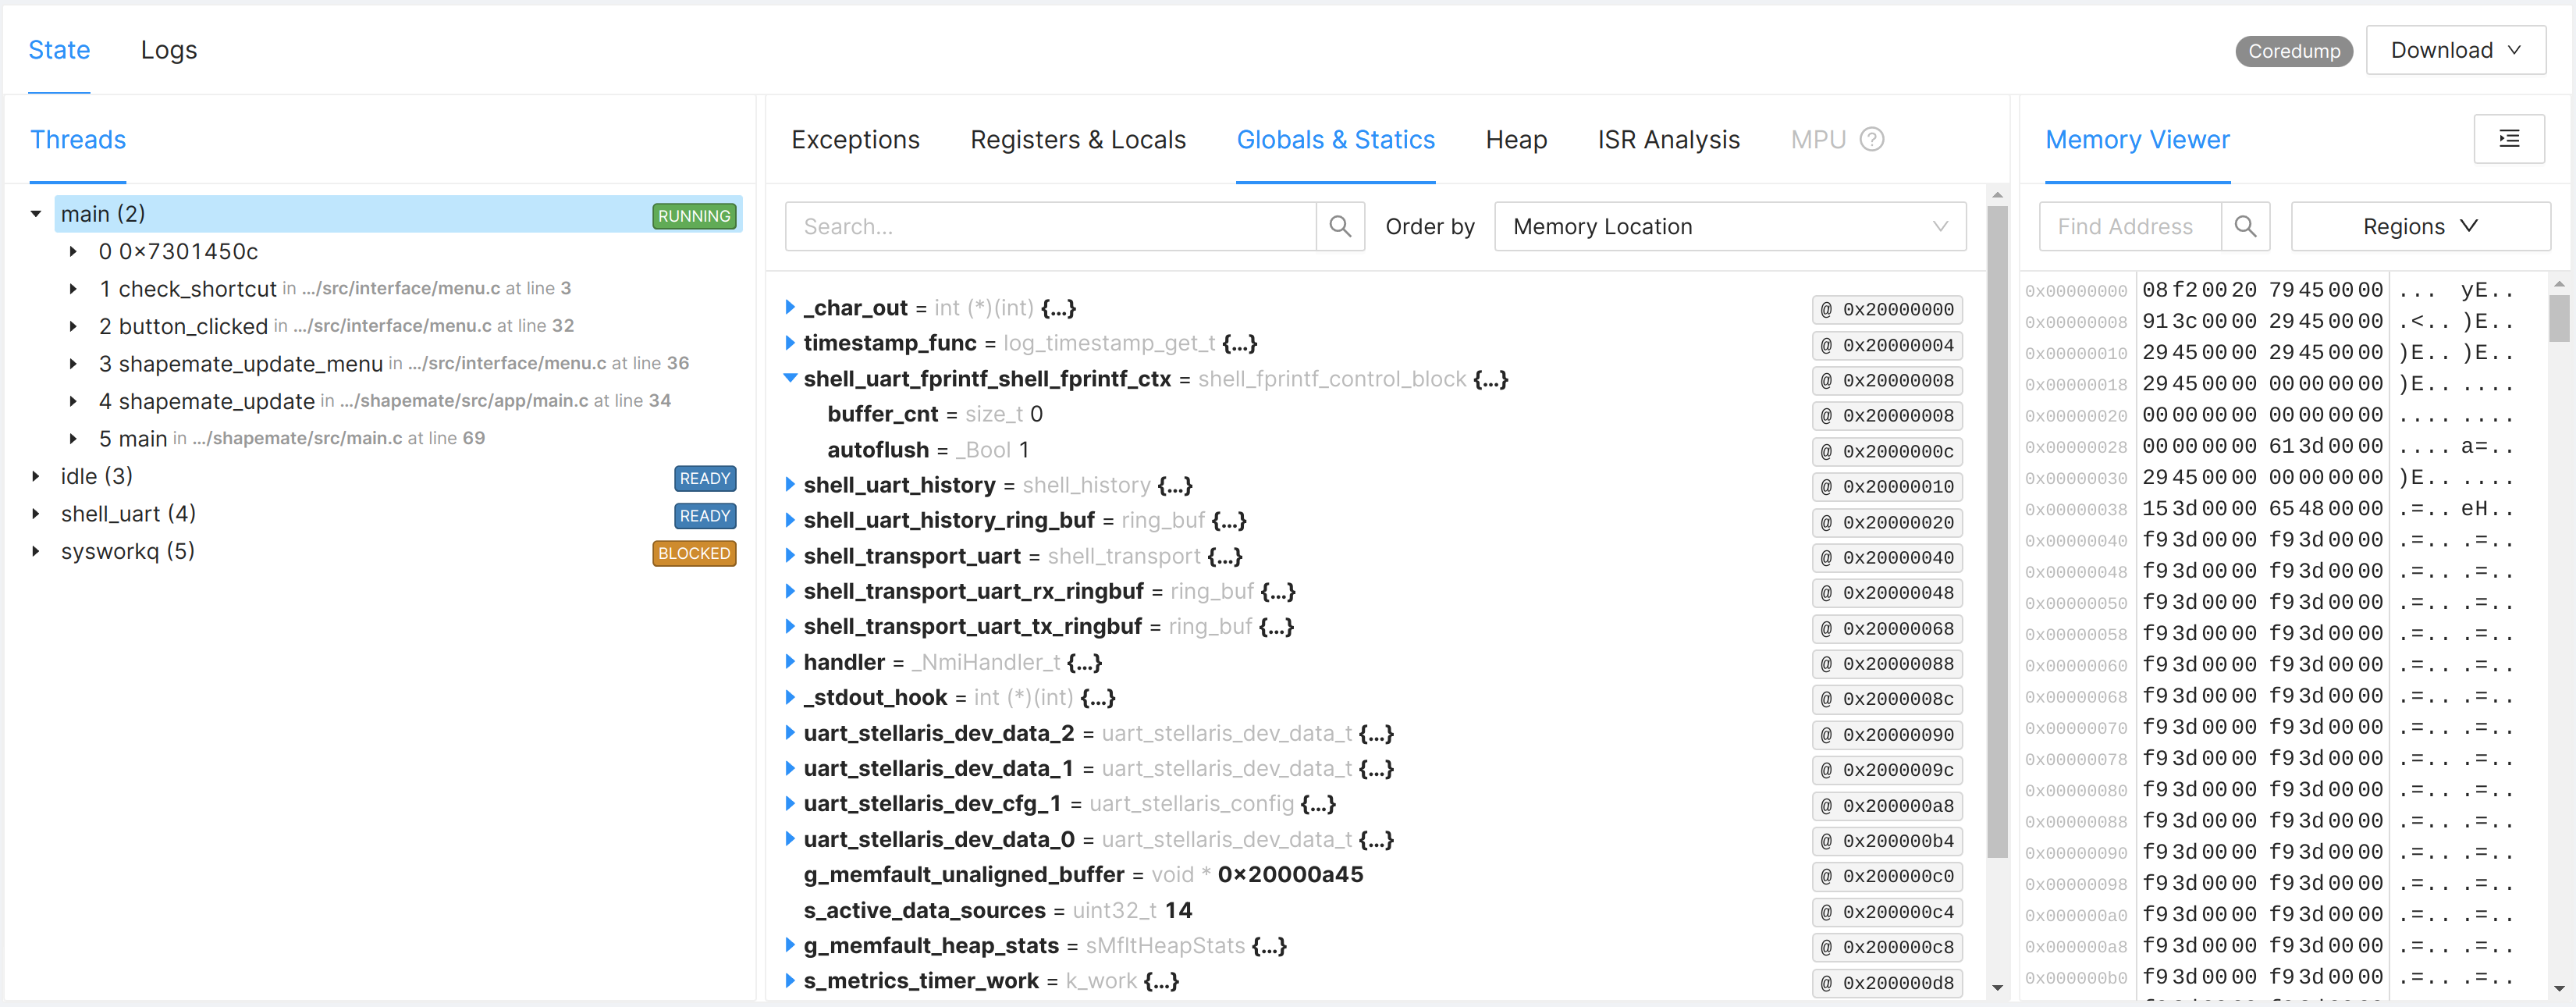 State Logs Coredump Download
Threads
main (2) RUNNING
0 0x7301450c
1 check_shortcut in .../src/interface/menu.c at line 3
2 button_clicked in .../src/interface/menu.c at line 32
3 shapemate_update_menu in .../src/interface/menu.c at line 36
4 shapemate_update in .../shapemate/src/app/main.c at line 34
5 main in .../shapemate/src/main.c at line 69
idle (3) READY
shell_uart (4) READY
sysworkq (5) BLOCKED
Exceptions Registers & Locals Globals & Statics Heap ISR Analysis MPU ?
Search... Order by Memory Location
_char_out = int (*)(int) {...} @ 0x20000000
timestamp_func = log_timestamp_get_t {...} @ 0x20000004
shell_uart_fprintf_shell_fprintf_ctx = shell_fprintf_control_block {...} @ 0x20000008
buffer_cnt = size_t 0 @ 0x20000008
autoflush = _Bool 1 @ 0x2000000c
shell_uart_history = shell_history {...} @ 0x20000010
shell_uart_history_ring_buf = ring_buf {...} @ 0x20000020
shell_transport_uart = shell_transport {...} @ 0x20000040
shell_transport_uart_rx_ringbuf = ring_buf {...} @ 0x20000048
shell_transport_uart_tx_ringbuf = ring_buf {...} @ 0x20000068
handler = _NmiHandler_t {...} @ 0x20000088
_stdout_hook = int (*)(int) {...} @ 0x2000008c
uart_stellaris_dev_data_2 = uart_stellaris_dev_data_t {...} @ 0x20000090
uart_stellaris_dev_data_1 = uart_stellaris_dev_data_t {...} @ 0x2000009c
uart_stellaris_dev_cfg_1 = uart_stellaris_config {...} @ 0x200000a8
uart_stellaris_dev_data_0 = uart_stellaris_dev_data_t {...} @ 0x200000b4
g_memfault_unaligned_buffer = void * 0x20000a45 @ 0x200000c0
s_active_data_sources = uint32_t 14 @ 0x200000c4
g_memfault_heap_stats = sMfltHeapStats {...} @ 0x200000c8
s_metrics_timer_work = k_work {...} @ 0x200000d8
Memory Viewer
Find Address Regions
0x00000000 08 f2 00 20 79 45 00 00 ... yE..
0x00000008 91 3c 00 00 29 45 00 00 .<.. )E..
0x00000010 29 45 00 00 29 45 00 00 )E.. )E..
0x00000018 29 45 00 00 00 00 00 00 )E.. ....
0x00000020 00 00 00 00 00 00 00 00 .... ....
0x00000028 00 00 00 00 61 3d 00 00 .... a=..
0x00000030 29 45 00 00 00 00 00 00 )E.. ....
0x00000038 15 3d 00 00 65 48 00 00 .=.. eH..
0x00000040 f9 3d 00 00 f9 3d 00 00 .=.. .=..
0x00000048 f9 3d 00 00 f9 3d 00 00 .=.. .=..
0x00000050 f9 3d 00 00 f9 3d 00 00 .=.. .=..
0x00000058 f9 3d 00 00 f9 3d 00 00 .=.. .=..
0x00000060 f9 3d 00 00 f9 3d 00 00 .=.. .=..
0x00000068 f9 3d 00 00 f9 3d 00 00 .=.. .=..
0x00000070 f9 3d 00 00 f9 3d 00 00 .=.. .=..
0x00000078 f9 3d 00 00 f9 3d 00 00 .=.. .=..
0x00000080 f9 3d 00 00 f9 3d 00 00 .=.. .=..
0x00000088 f9 3d 00 00 f9 3d 00 00 .=.. .=..
0x00000090 f9 3d 00 00 f9 3d 00 00 .=.. .=..
0x00000098 f9 3d 00 00 f9 3d 00 00 .=.. .=..
0x000000a0 f9 3d 00 00 f9 3d 00 00 .=.. .=..
0x000000a8 f9 3d 00 00 f9 3d 00 00 .=.. .=..
0x000000b0 f9 3d 00 00 f9 3d 00 00 .=.. .=..